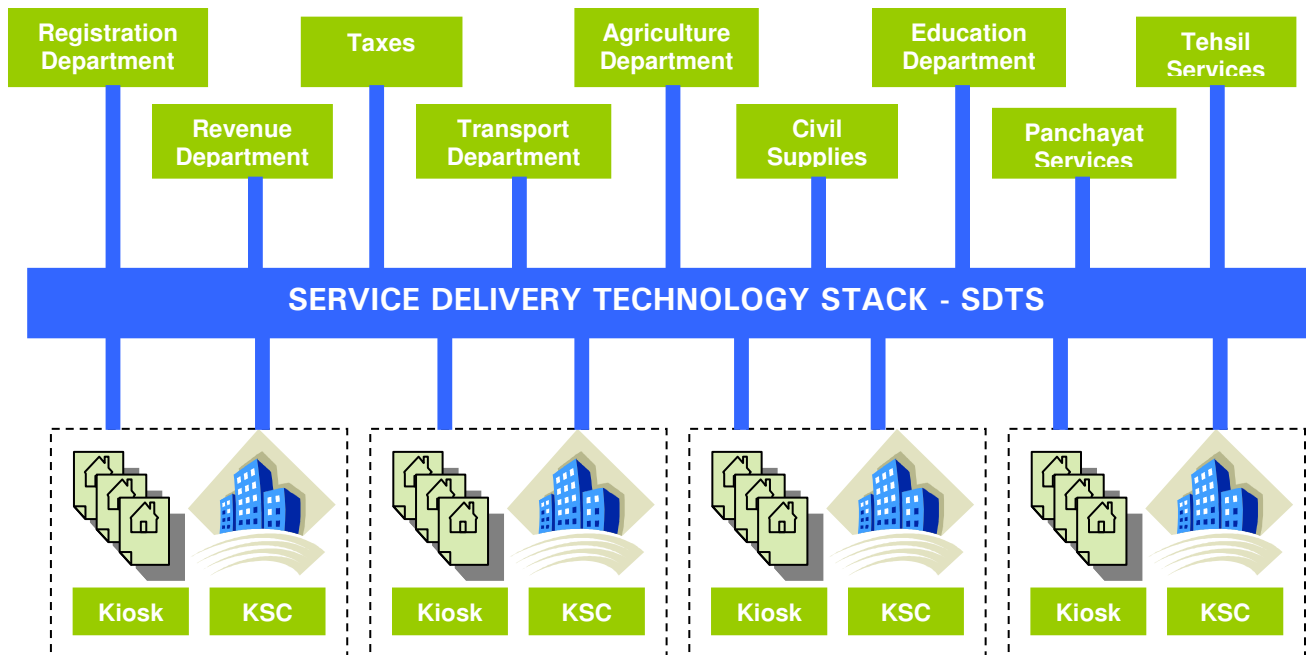 Registration
Department
Taxes
Agriculture
Department
Education
Department
Tehsil
Services
Revenue
Department
Transport
Department
Civil
Supplies
Panchayat
Services
SERVICE DELIVERY TECHNOLOGY STACK - SDTS
Kiosk
KSC
Kiosk
KSC
Kiosk
KSC
Kiosk
KSC